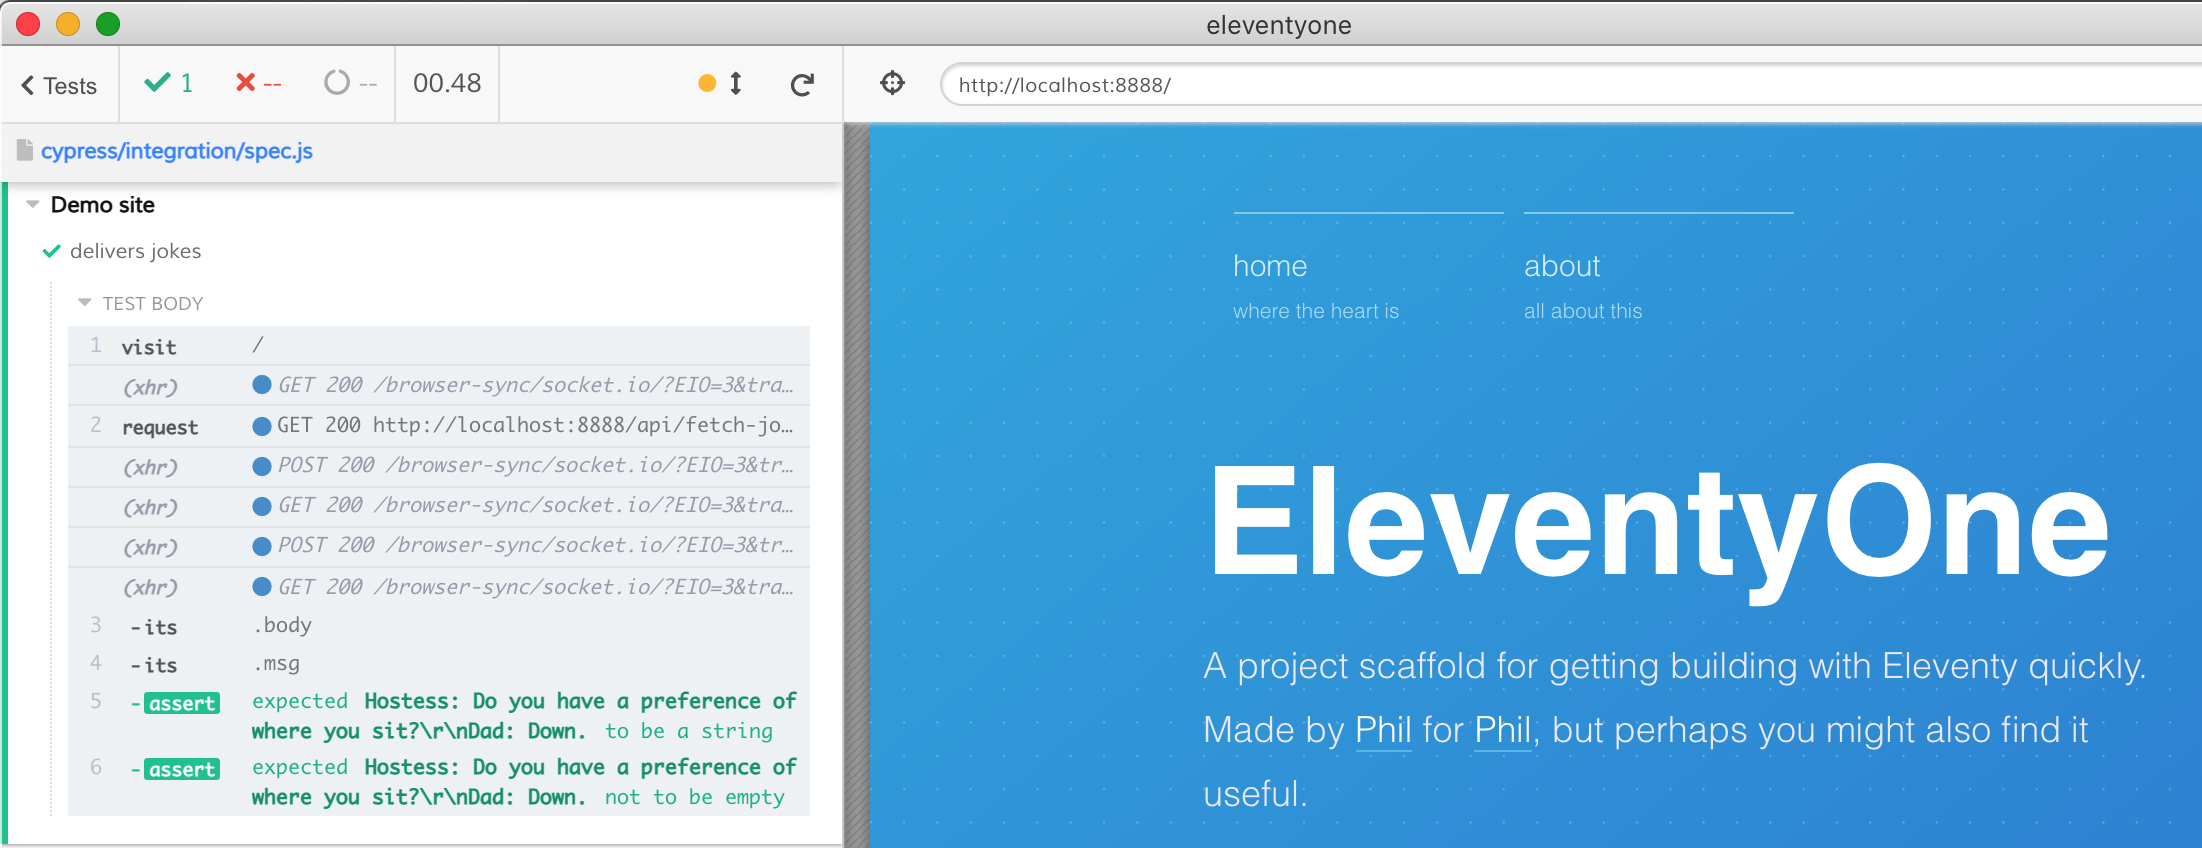 eleventyone
Tests 1 -- -- 00.48
http://localhost:8888/
cypress/integration/spec.js
Demo site
delivers jokes
TEST BODY
1 visit /
(xhr) GET 200 /browser-sync/socket.io/?EIO=3&tra…
2 request GET 200 http://localhost:8888/api/fetch-jo…
(xhr) POST 200 /browser-sync/socket.io/?EIO=3&tr…
(xhr) GET 200 /browser-sync/socket.io/?EIO=3&tra…
(xhr) POST 200 /browser-sync/socket.io/?EIO=3&tr…
(xhr) GET 200 /browser-sync/socket.io/?EIO=3&tra…
3 -its .body
4 -its .msg
5 -assert expected Hostess: Do you have a preference of
where you sit?\r\nDad: Down. to be a string
6 -assert expected Hostess: Do you have a preference of
where you sit?\r\nDad: Down. not to be empty
home
where the heart is
about
all about this
EleventyOne
A project scaffold for getting building with Eleventy quickly.
Made by Phil for Phil, but perhaps you might also find it
useful.